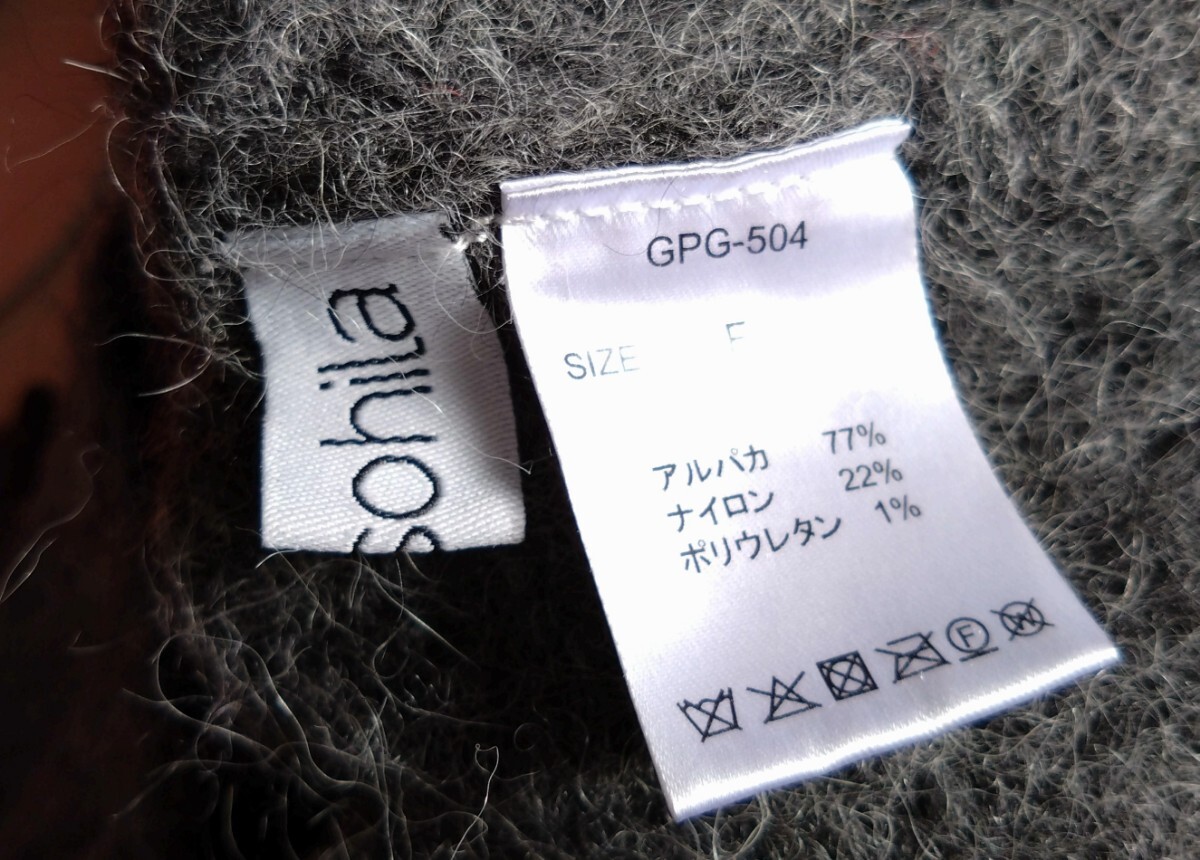 sohila
GPG-504
SIZE F
アルパカ 77%
ナイロン 22%
ポリウレタン 1%
F
W